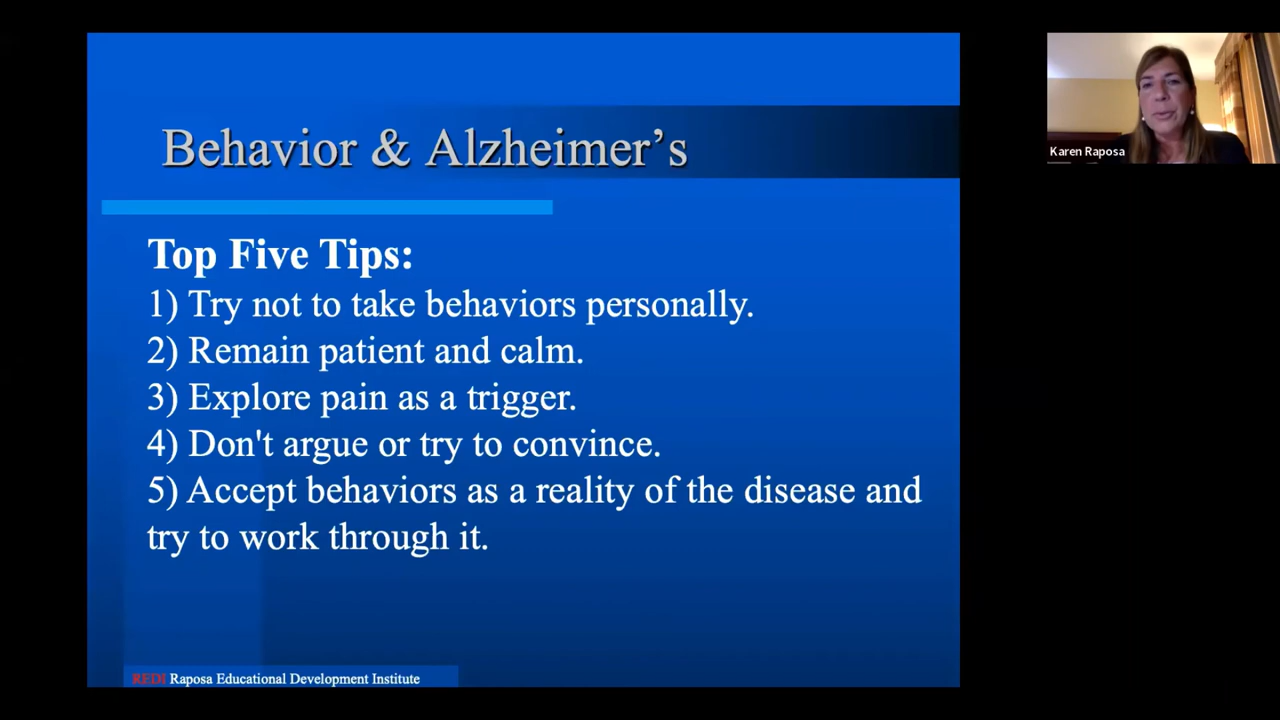 Behavior & Alzheimer's
Top Five Tips:
1) Try not to take behaviors personally.
2) Remain patient and calm.
3) Explore pain as a trigger.
4) Don't argue or try to convince.
5) Accept behaviors as a reality of the disease and
try to work through it.
REDI Raposa Educational Development Institute
Karen Raposa